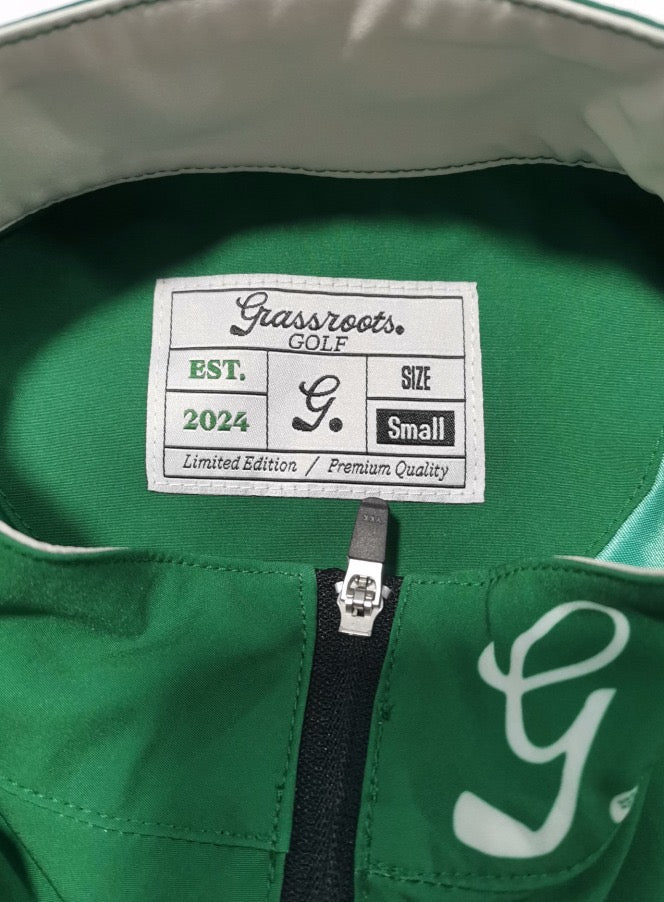 Grassroots.
GOLF
EST.
2024
G.
SIZE
Small
Limited Edition / Premium Quality
G.